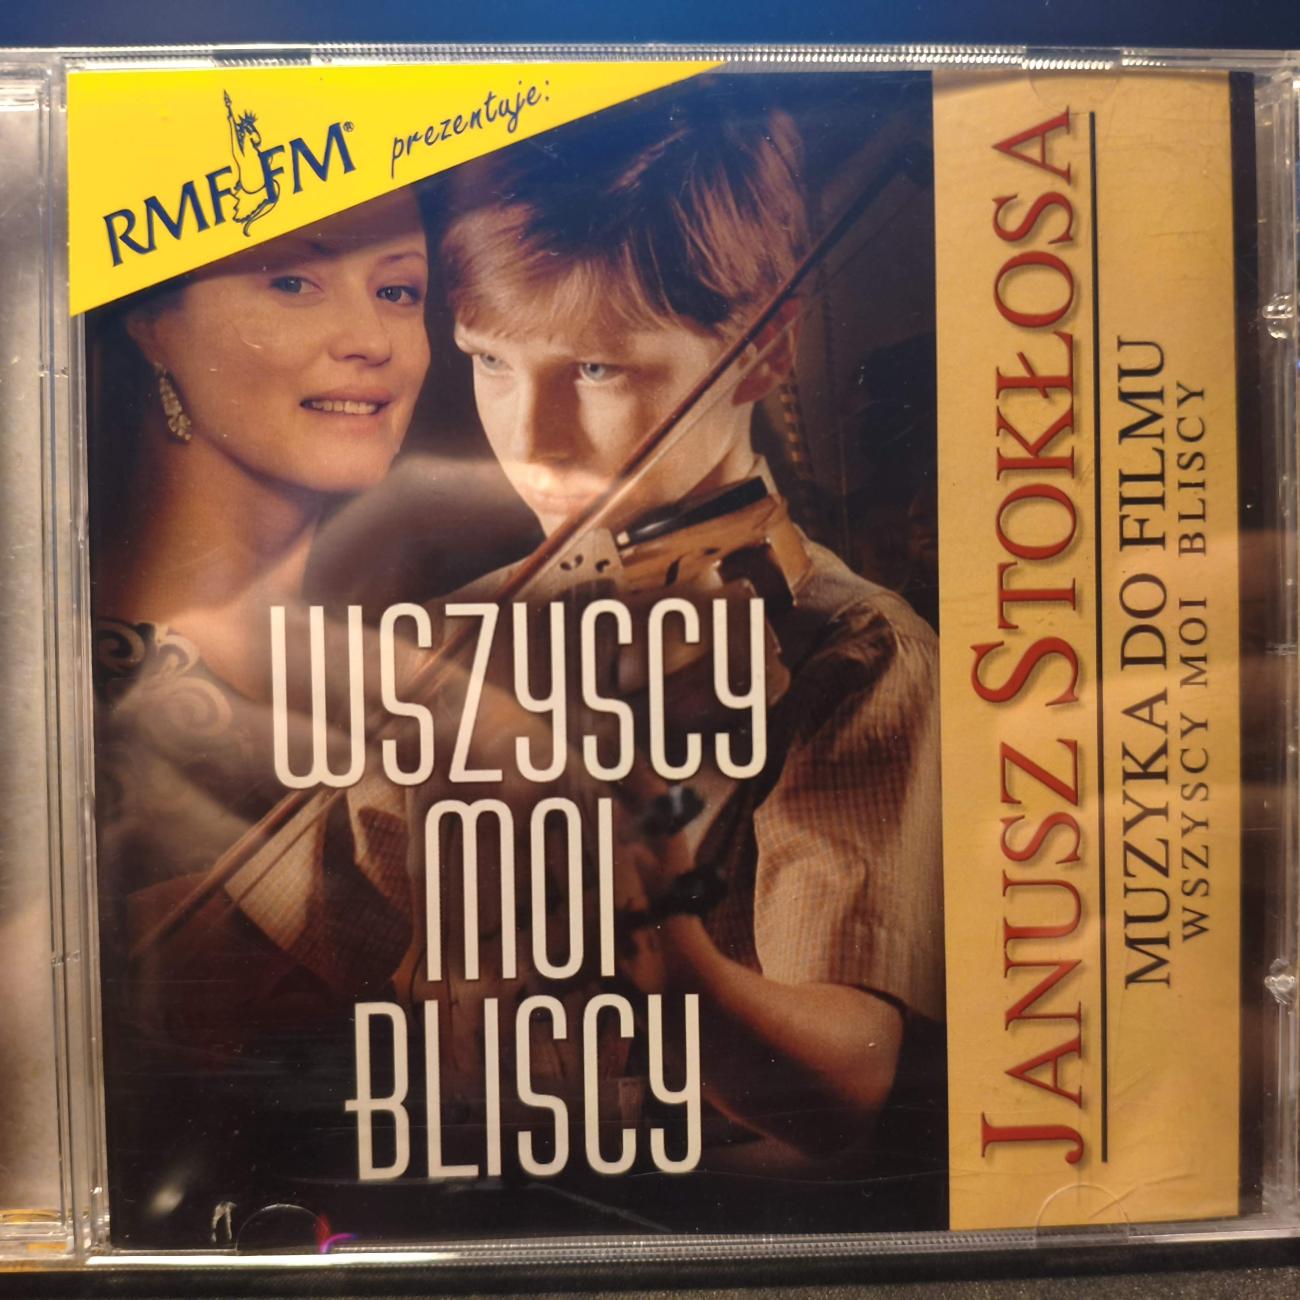 RMF FM® prezentuje:
WSZYSCY
MOI
BLISCY
JANUSZ STOKŁOSA
MUZYKA DO FILMU
WSZYSCY MOI BLISCY